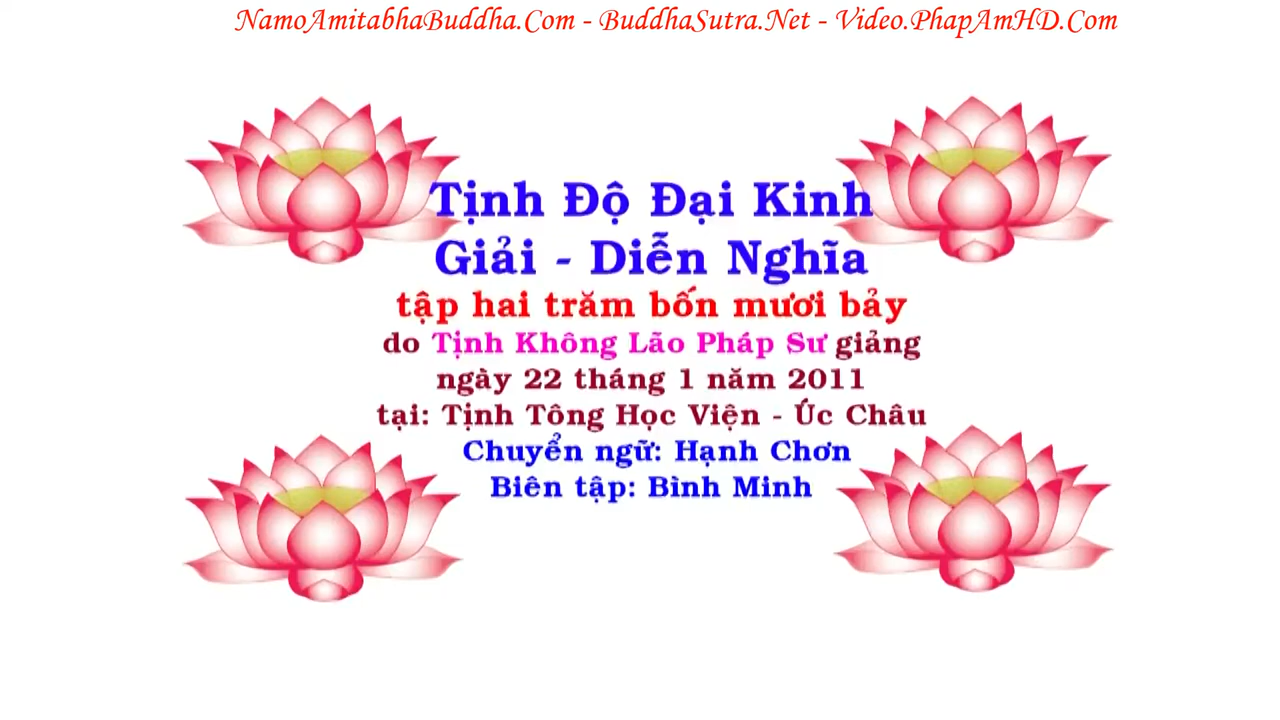 NamoAmitabhaBuddha.Com - BuddhaSutra.Net - Video.PhapAmHD.Com
Tịnh Độ Đại Kinh
Giải - Diễn Nghĩa
tập hai trăm bốn mươi bảy
do Tịnh Không Lão Pháp Sư giảng
ngày 22 tháng 1 năm 2011
tại: Tịnh Tông Học Viện - Úc Châu
Chuyển ngữ: Hạnh Chơn
Biên tập: Bình Minh